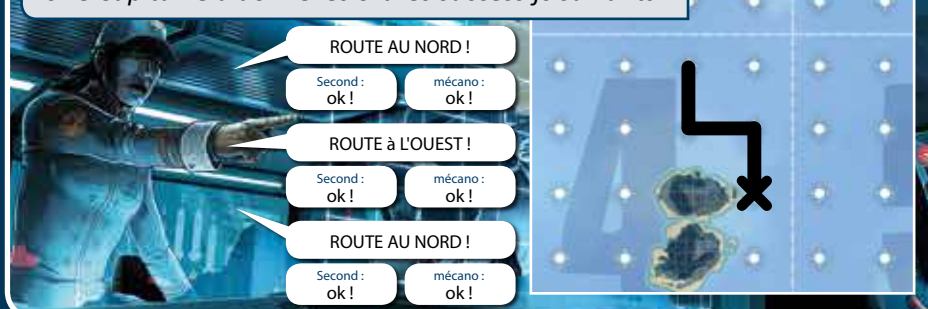 ROUTE AU NORD !
Second : mécano :
ok ! ok !
ROUTE à L'OUEST !
Second : mécano :
ok ! ok !
ROUTE AU NORD !
Second : mécano :
ok ! ok !
4